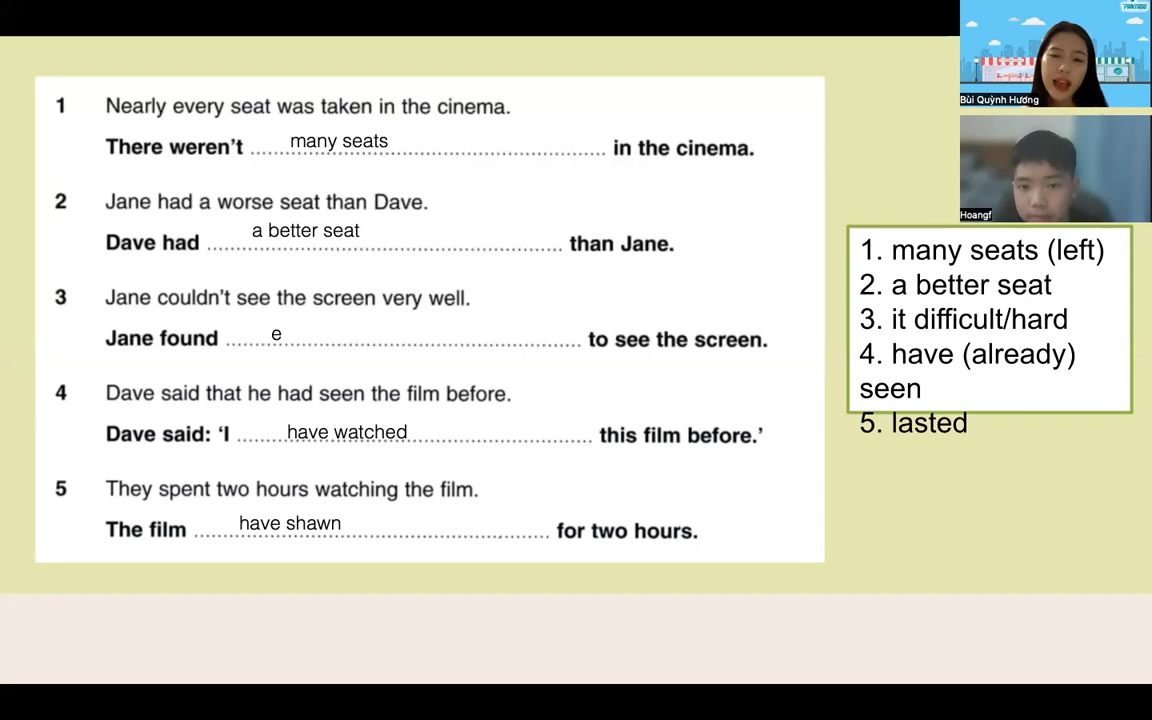 1 Nearly every seat was taken in the cinema.
There weren't many seats in the cinema.
2 Jane had a worse seat than Dave.
Dave had a better seat than Jane.
3 Jane couldn't see the screen very well.
Jane found e to see the screen.
4 Dave said that he had seen the film before.
Dave said: 'I have watched this film before.'
5 They spent two hours watching the film.
The film have shawn for two hours.
Bùi Quỳnh Hương
Hoangf
1. many seats (left)
2. a better seat
3. it difficult/hard
4. have (already)
seen
5. lasted